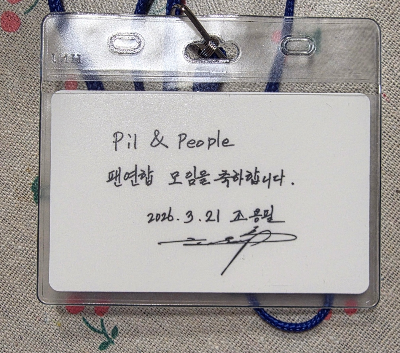 Pil & People
팬연합 모임을 축하합니다.
2026. 3. 21 조용필